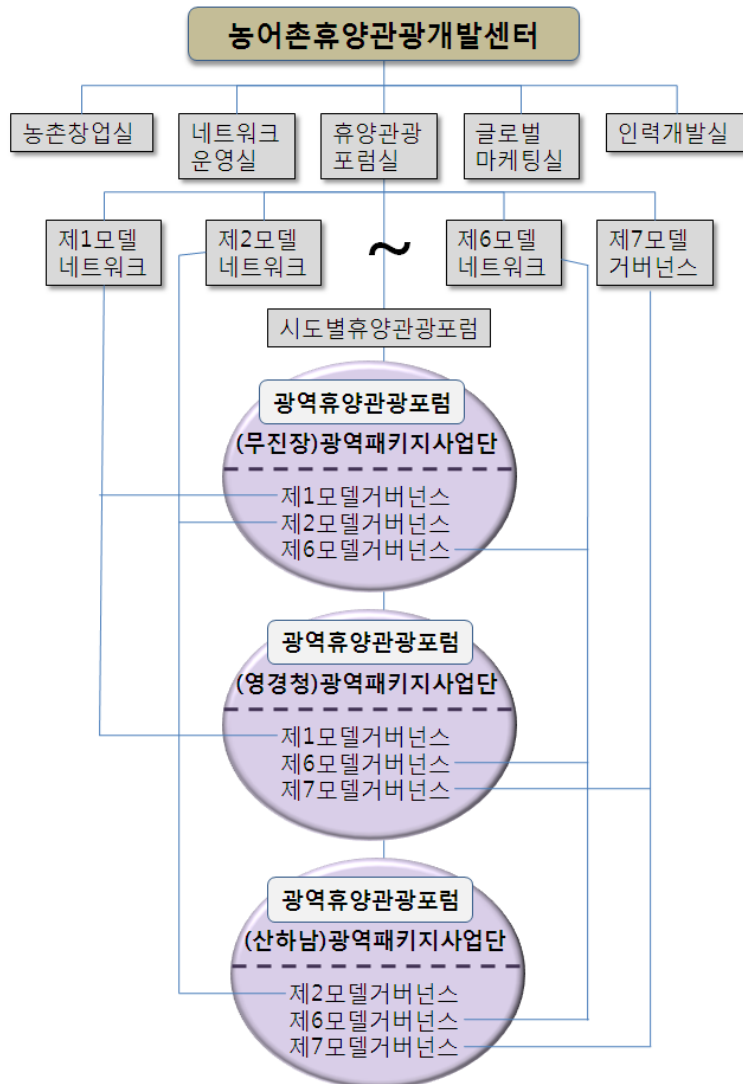 농어촌휴양관광개발센터
농촌창업실
네트워크
운영실
휴양관광
포럼실
글로벌
마케팅실
인력개발실
제1모델
네트워크
제2모델
네트워크
~
제6모델
네트워크
제7모델
거버넌스
시도별휴양관광포럼
광역휴양관광포럼
(무진장)광역패키지사업단
제1모델거버넌스
제2모델거버넌스
제6모델거버넌스
광역휴양관광포럼
(영경청)광역패키지사업단
제1모델거버넌스
제6모델거버넌스
제7모델거버넌스
광역휴양관광포럼
(산하남)광역패키지사업단
제2모델거버넌스
제6모델거버넌스
제7모델거버넌스